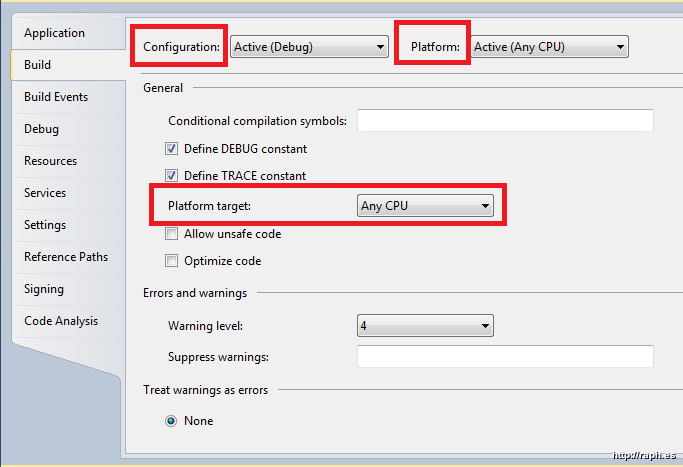 Application
Build
Build Events
Debug
Resources
Services
Settings
Reference Paths
Signing
Code Analysis
Configuration: Active (Debug) Platform: Active (Any CPU)
General
Conditional compilation symbols:
Define DEBUG constant
Define TRACE constant
Platform target: Any CPU
Allow unsafe code
Optimize code
Errors and warnings
Warning level: 4
Suppress warnings:
Treat warnings as errors
None
http://raph.es